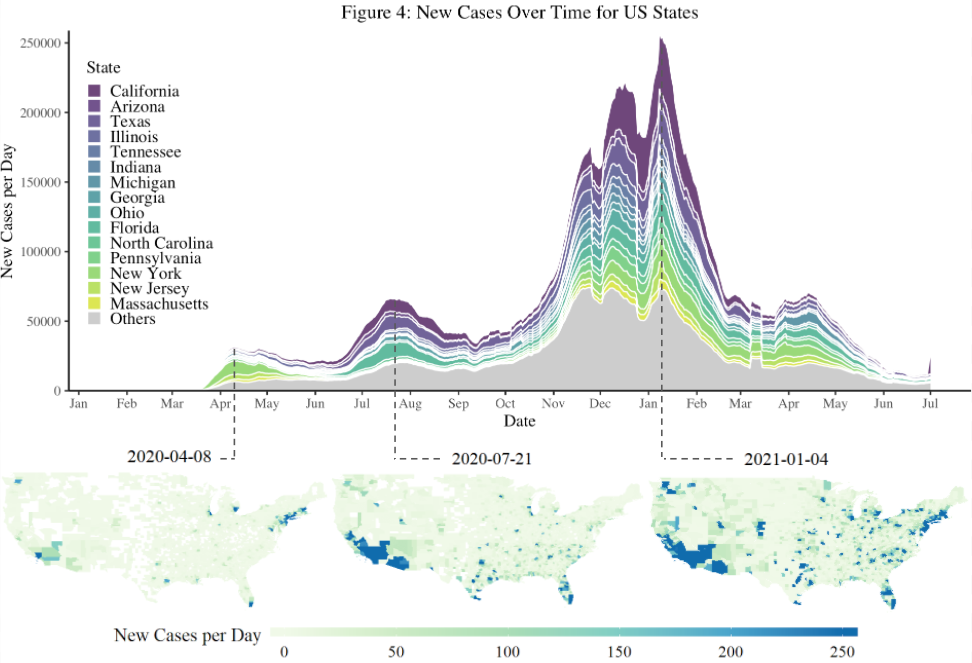 Figure 4: New Cases Over Time for US States
New Cases per Day
250000
200000
150000
100000
50000
0
State
California
Arizona
Texas
Illinois
Tennessee
Indiana
Michigan
Georgia
Ohio
Florida
North Carolina
Pennsylvania
New York
New Jersey
Massachusetts
Others
Jan Feb Mar Apr May Jun Jul Aug Sep Oct Nov Dec Jan Feb Mar Apr May Jun Jul
Date
2020-04-08 2020-07-21 2021-01-04
New Cases per Day
0 50 100 150 200 250